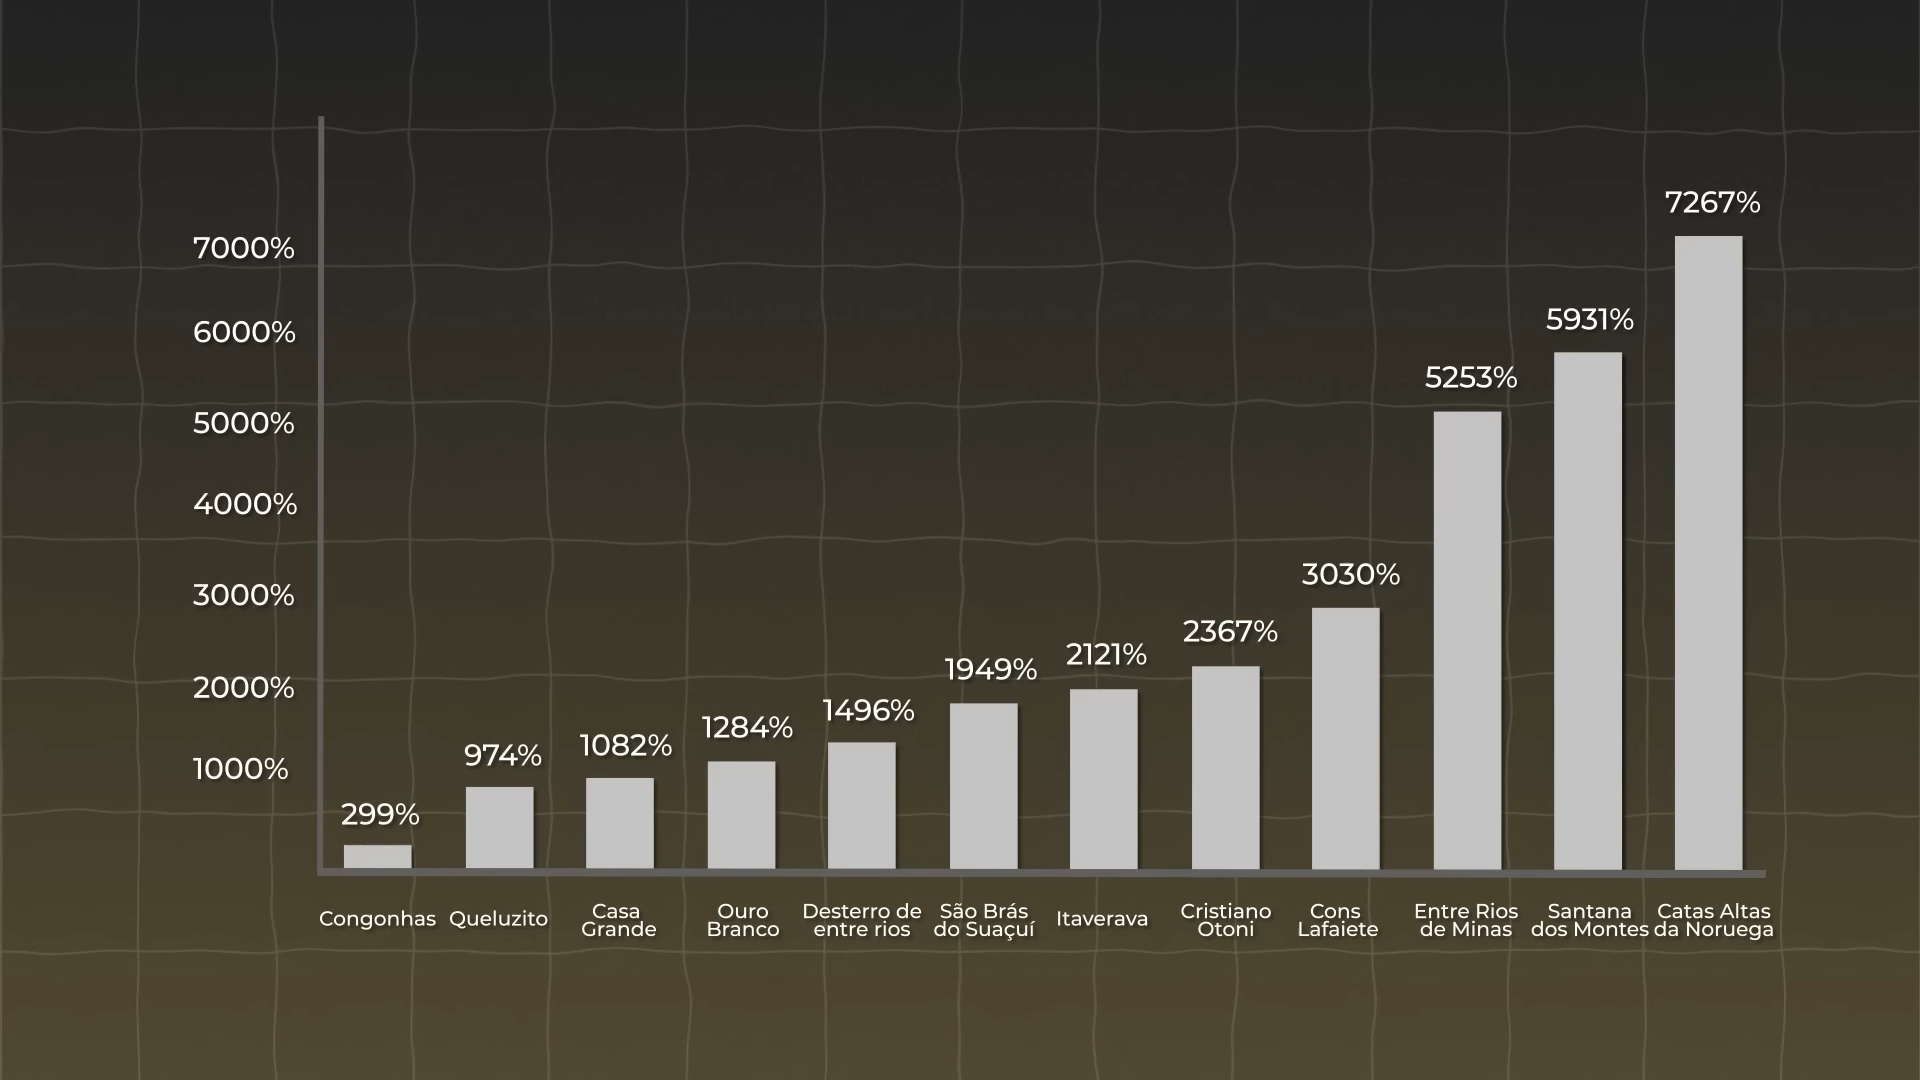 7000%
6000%
5000%
4000%
3000%
2000%
1000%
299%
974%
1082%
1284%
1496%
1949%
2121%
2367%
3030%
5253%
5931%
7267%
Congonhas
Queluzito
Casa
Grande
Ouro
Branco
Desterro de
entre rios
São Brás
do Suaçuí
Itaverava
Cristiano
Otoni
Cons
Lafaiete
Entre Rios
de Minas
Santana
dos Montes
Catas Altas
da Noruega